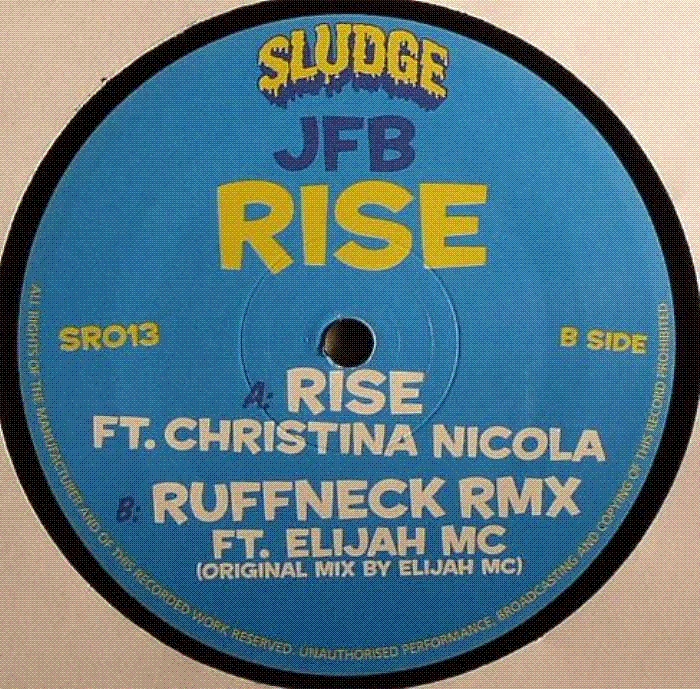 SLUDGE
JFB
RISE
SR013
B SIDE
A: RISE
FT. CHRISTINA NICOLA
B: RUFFNECK RMX
FT. ELIJAH MC
(ORIGINAL MIX BY ELIJAH MC)
ALL RIGHTS OF THE MANUFACTURER AND OF THIS RECORDED WORK RESERVED. UNAUTHORISED PERFORMANCE, BROADCASTING AND COPYING OF THIS RECORD PROHIBITED